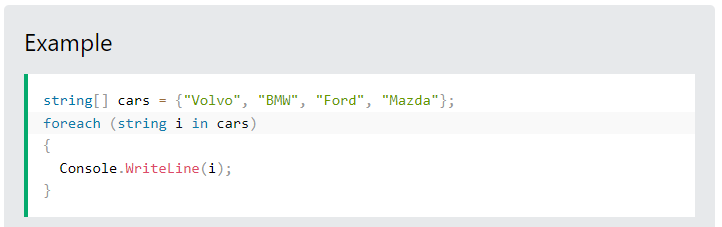 Example
string[] cars = {"Volvo", "BMW", "Ford", "Mazda"};
foreach (string i in cars)
{
  Console.WriteLine(i);
}